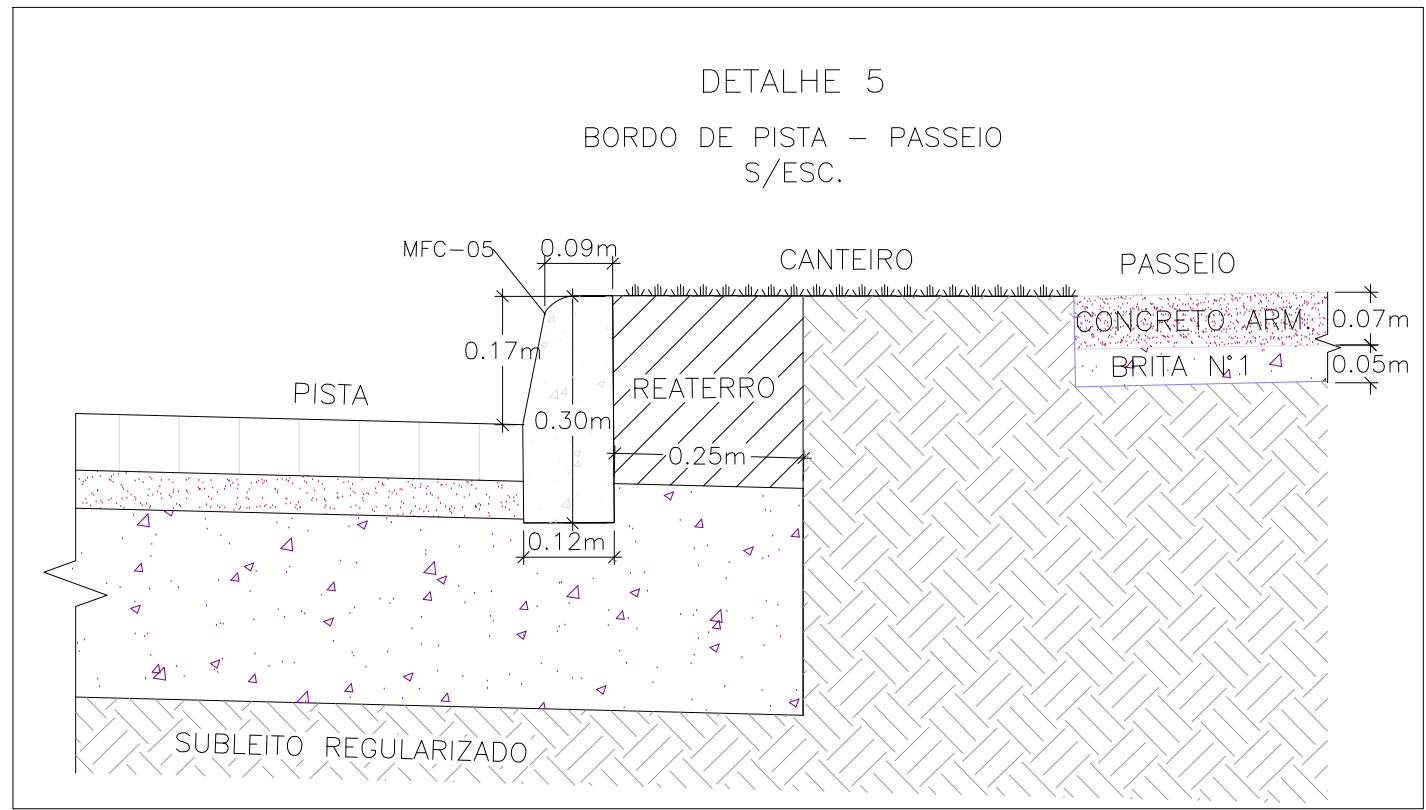 DETALHE 5
BORDO DE PISTA – PASSEIO
S/ESC.
MFC-05
0.09m
CANTEIRO
PASSEIO
CONCRETO ARM.
0.07m
0.17m
BRITA N°1
0.05m
PISTA
REATERRO
0.30m
0.25m
0.12m
SUBLEITO REGULARIZADO